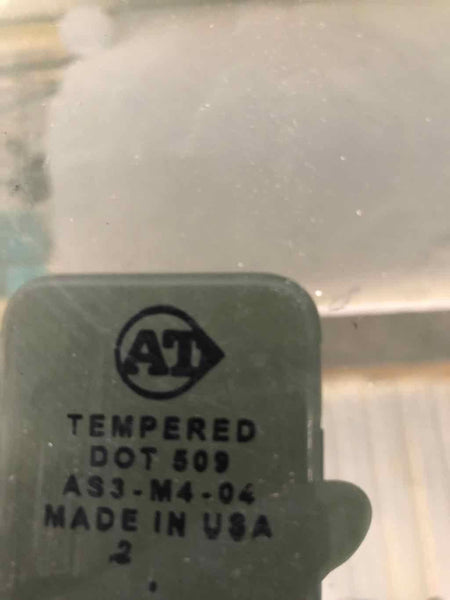 AT
TEMPERED
DOT 509
AS3-M4-04
MADE IN USA
2